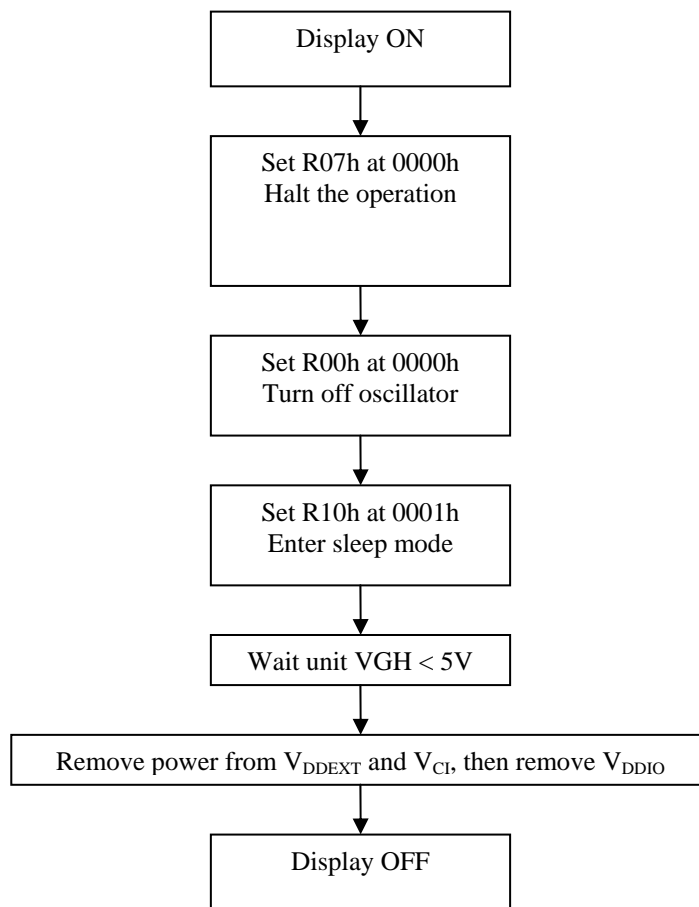 Display ON
Set R07h at 0000h
Halt the operation
Set R00h at 0000h
Turn off oscillator
Set R10h at 0001h
Enter sleep mode
Wait unit VGH < 5V
Remove power from VDDEXT and VCI, then remove VDDIO
Display OFF